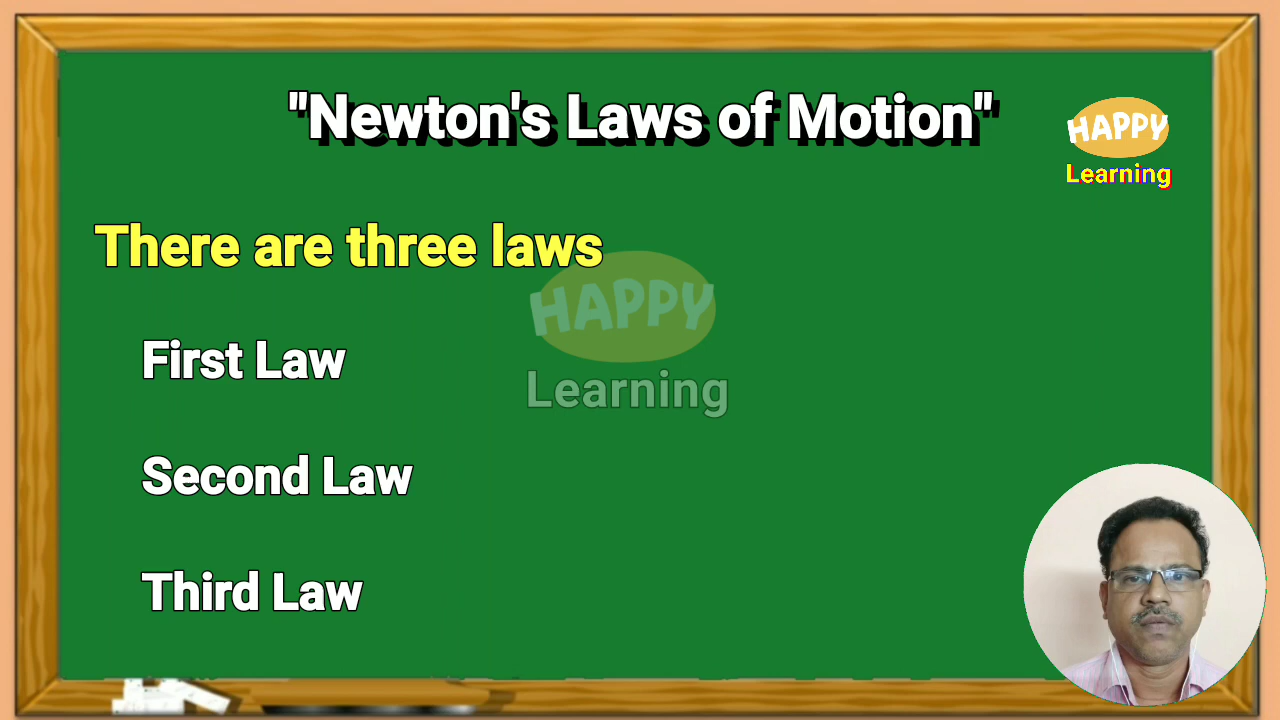 "Newton's Laws of Motion"
HAPPY
Learning
There are three laws
HAPPY
Learning
First Law
Second Law
Third Law